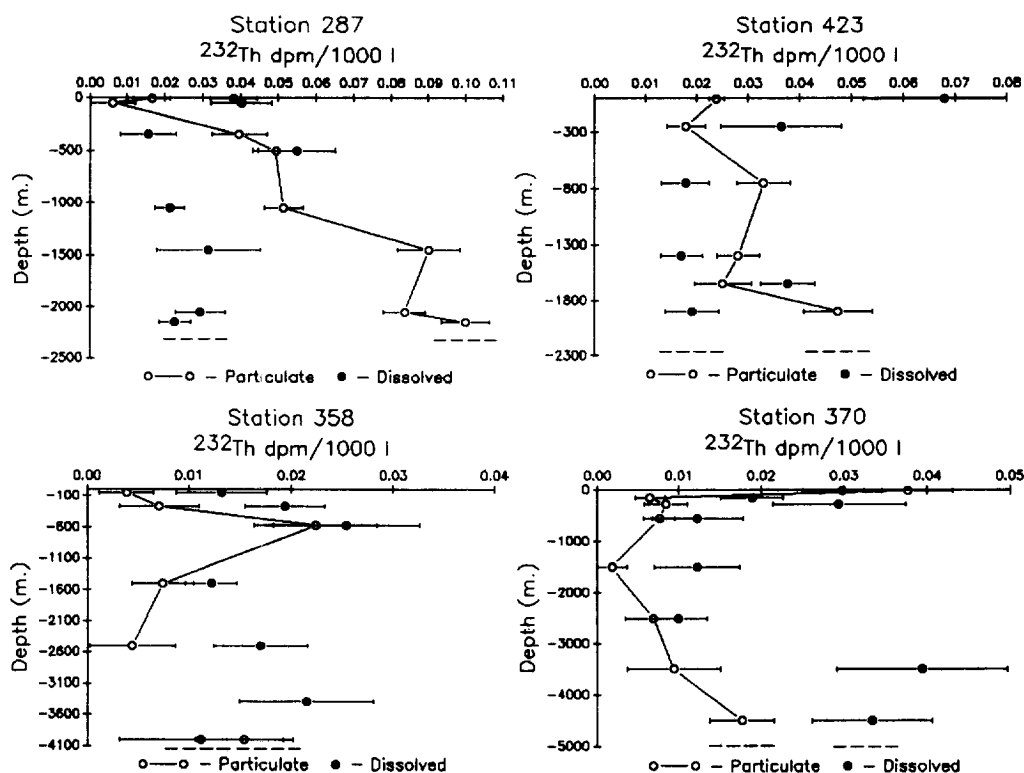 Station 287
232Th dpm/1000 l
0.00 0.01 0.02 0.03 0.04 0.05 0.06 0.07 0.08 0.09 0.10 0.11
0
-500
-1000
-1500
-2000
-2500
Depth (m.)
– Particulate – Dissolved
Station 423
232Th dpm/1000 l
0.00 0.01 0.02 0.03 0.04 0.05 0.06 0.07 0.08
-300
-800
-1300
-1800
-2300
Depth (m.)
– Particulate – Dissolved
Station 358
232Th dpm/1000 l
0.00 0.01 0.02 0.03 0.04
-100
-600
-1100
-1600
-2100
-2600
-3100
-3600
-4100
Depth (m.)
– Particulate – Dissolved
Station 370
232Th dpm/1000 l
0.00 0.01 0.02 0.03 0.04 0.05
0
-1000
-2000
-3000
-4000
-5000
Depth (m.)
– Particulate – Dissolved